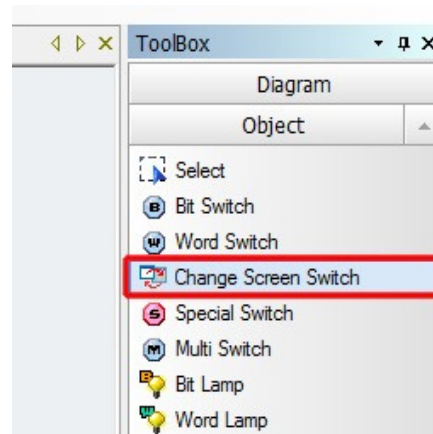 ToolBox
Diagram
Object
Select
B Bit Switch
W Word Switch
Change Screen Switch
S Special Switch
M Multi Switch
B Bit Lamp
W Word Lamp